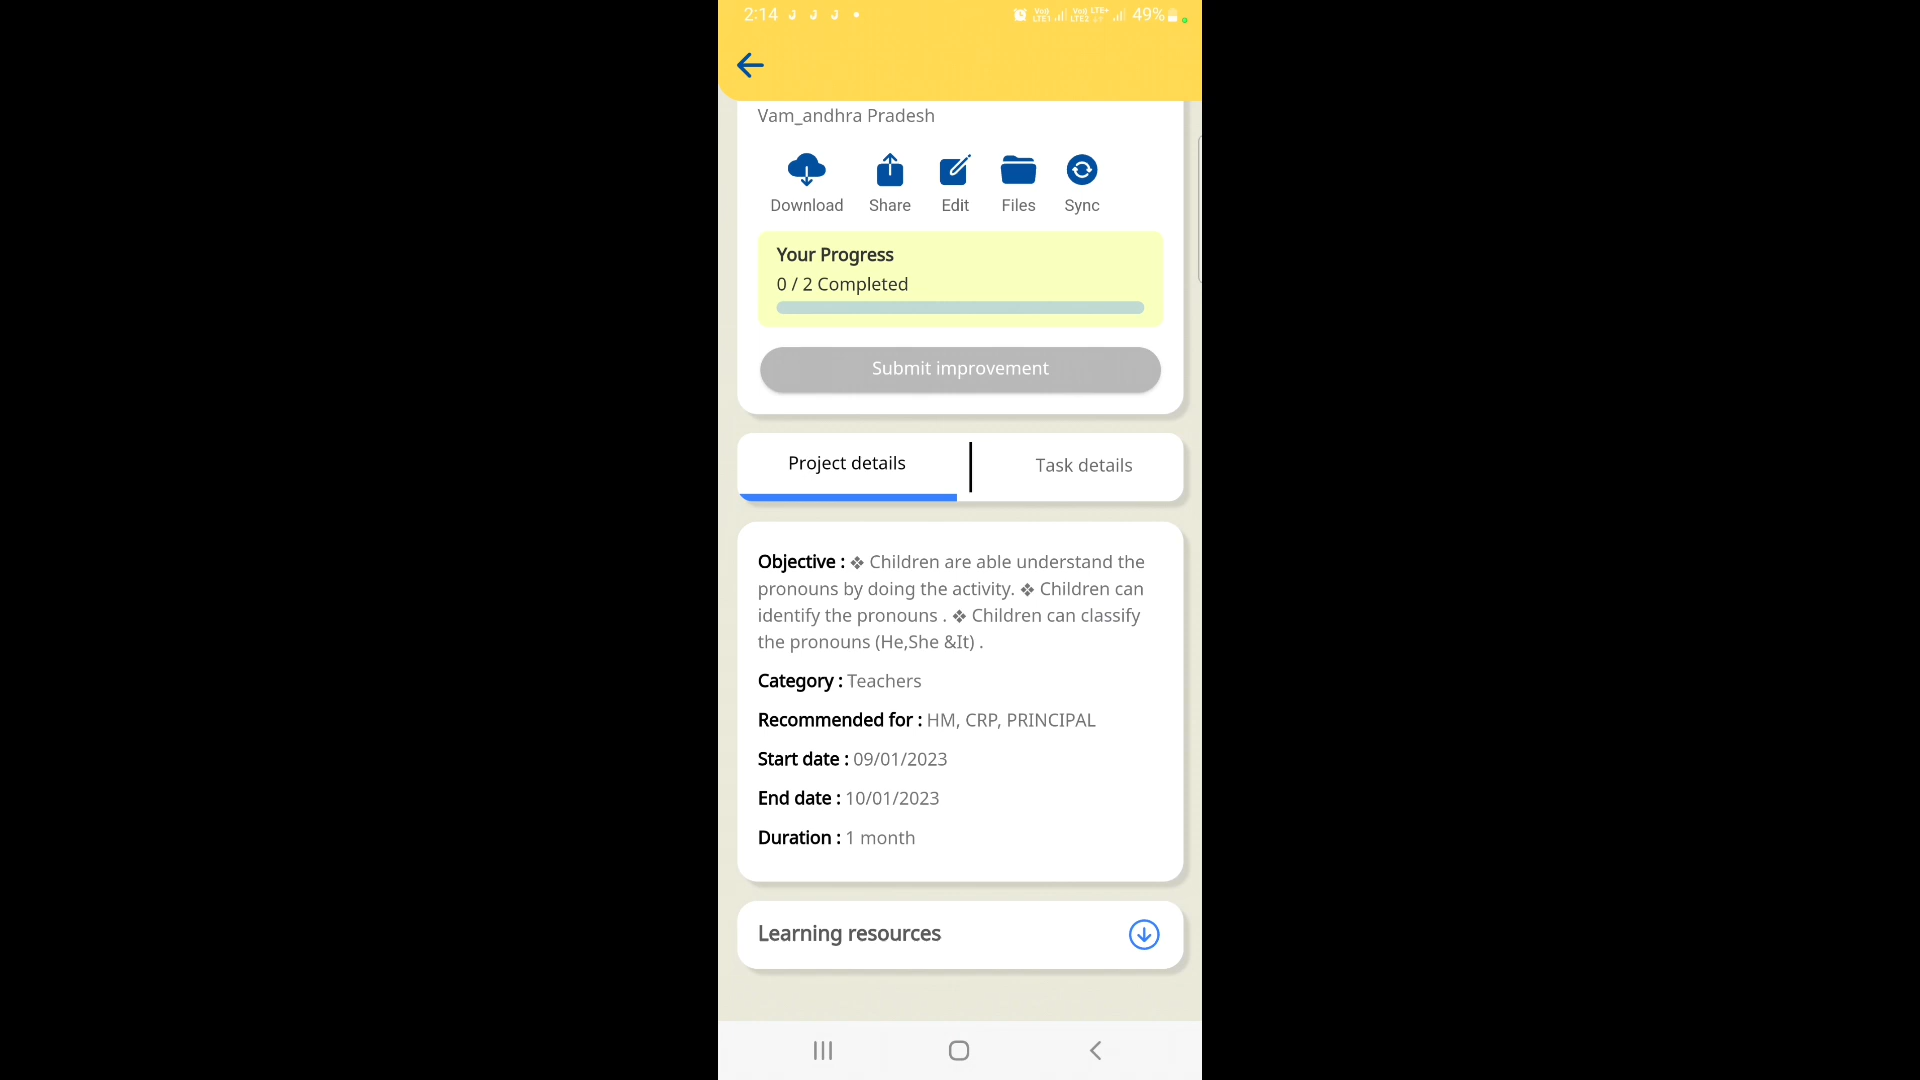 2:14 49%
Vam_andhra Pradesh
Download Share Edit Files Sync
Your Progress
0 / 2 Completed
Submit improvement
Project details Task details
Objective : ❖ Children are able understand the
pronouns by doing the activity. ❖ Children can
identify the pronouns . ❖ Children can classify
the pronouns (He,She &It) .
Category : Teachers
Recommended for : HM, CRP, PRINCIPAL
Start date : 09/01/2023
End date : 10/01/2023
Duration : 1 month
Learning resources